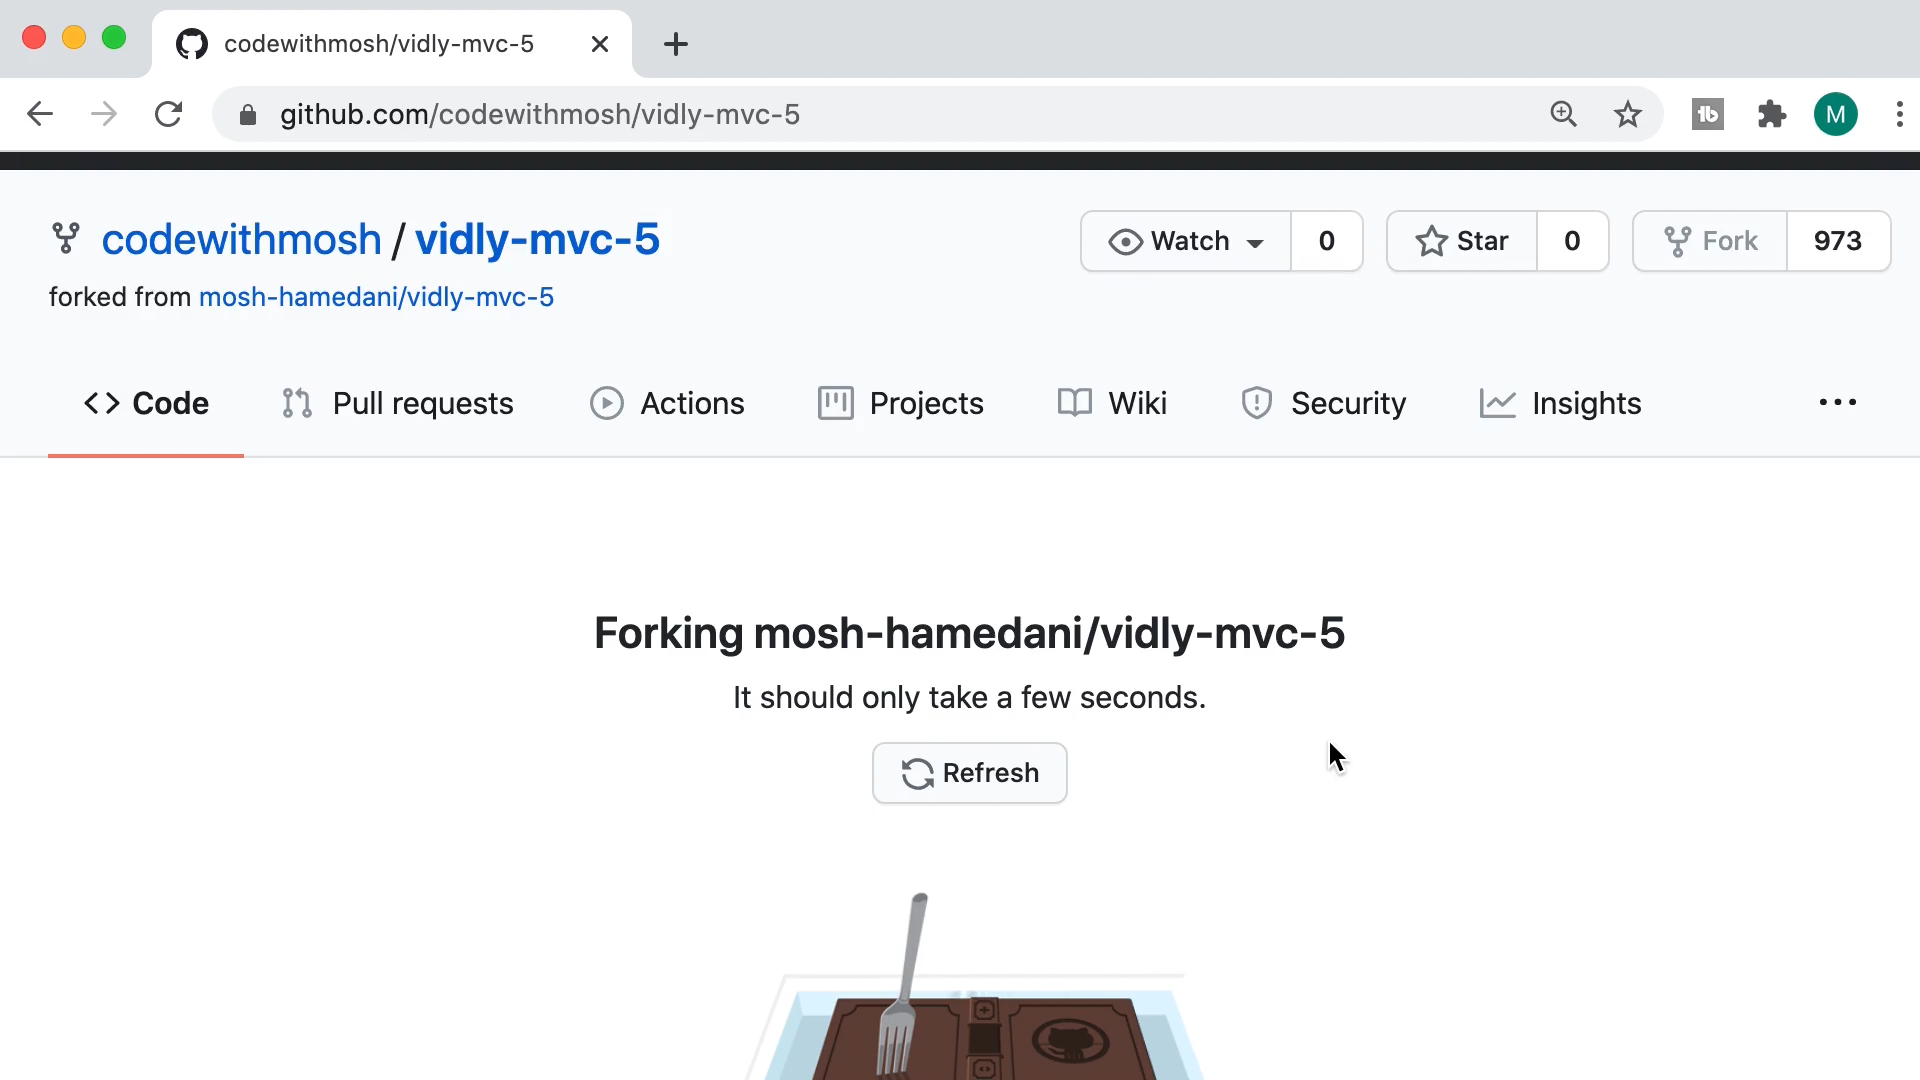 codewithmosh/vidly-mvc-5
github.com/codewithmosh/vidly-mvc-5
M
codewithmosh / vidly-mvc-5
Watch 0 Star 0 Fork 973
forked from mosh-hamedani/vidly-mvc-5
Code Pull requests Actions Projects Wiki Security Insights
Forking mosh-hamedani/vidly-mvc-5
It should only take a few seconds.
Refresh